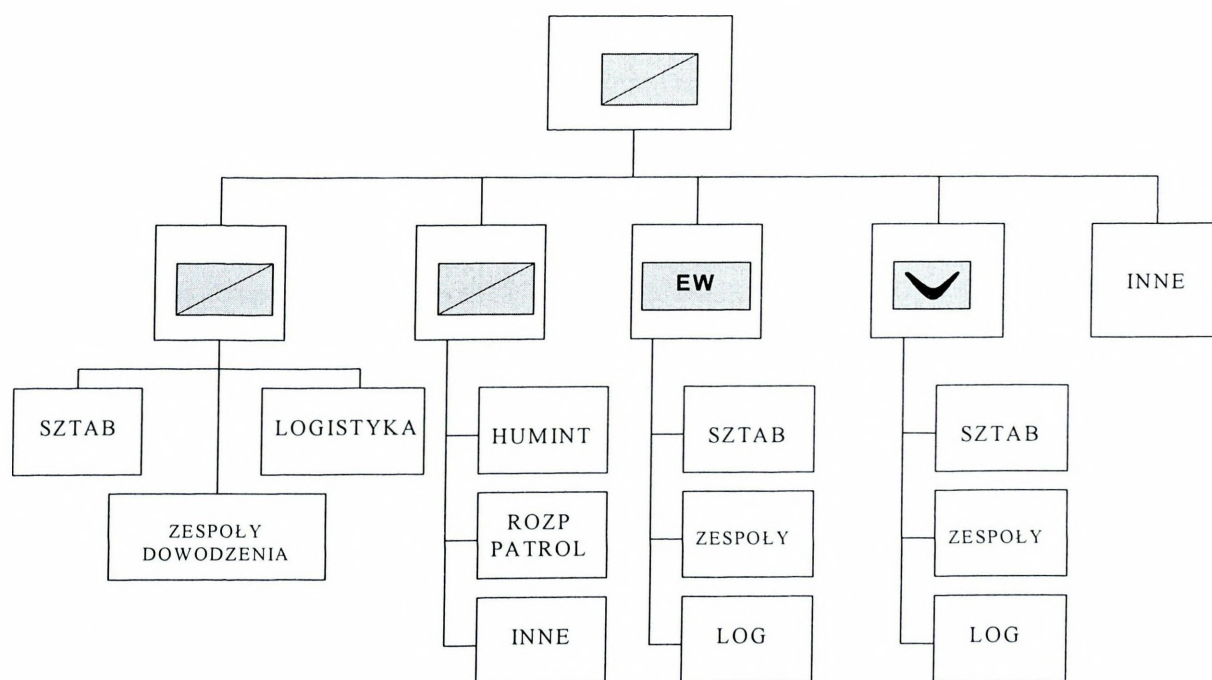 EW
INNE
SZTAB
LOGISTYKA
ZESPOŁY
DOWODZENIA
HUMINT
ROZP
PATROL
INNE
SZTAB
ZESPOŁY
LOG
SZTAB
ZESPOŁY
LOG